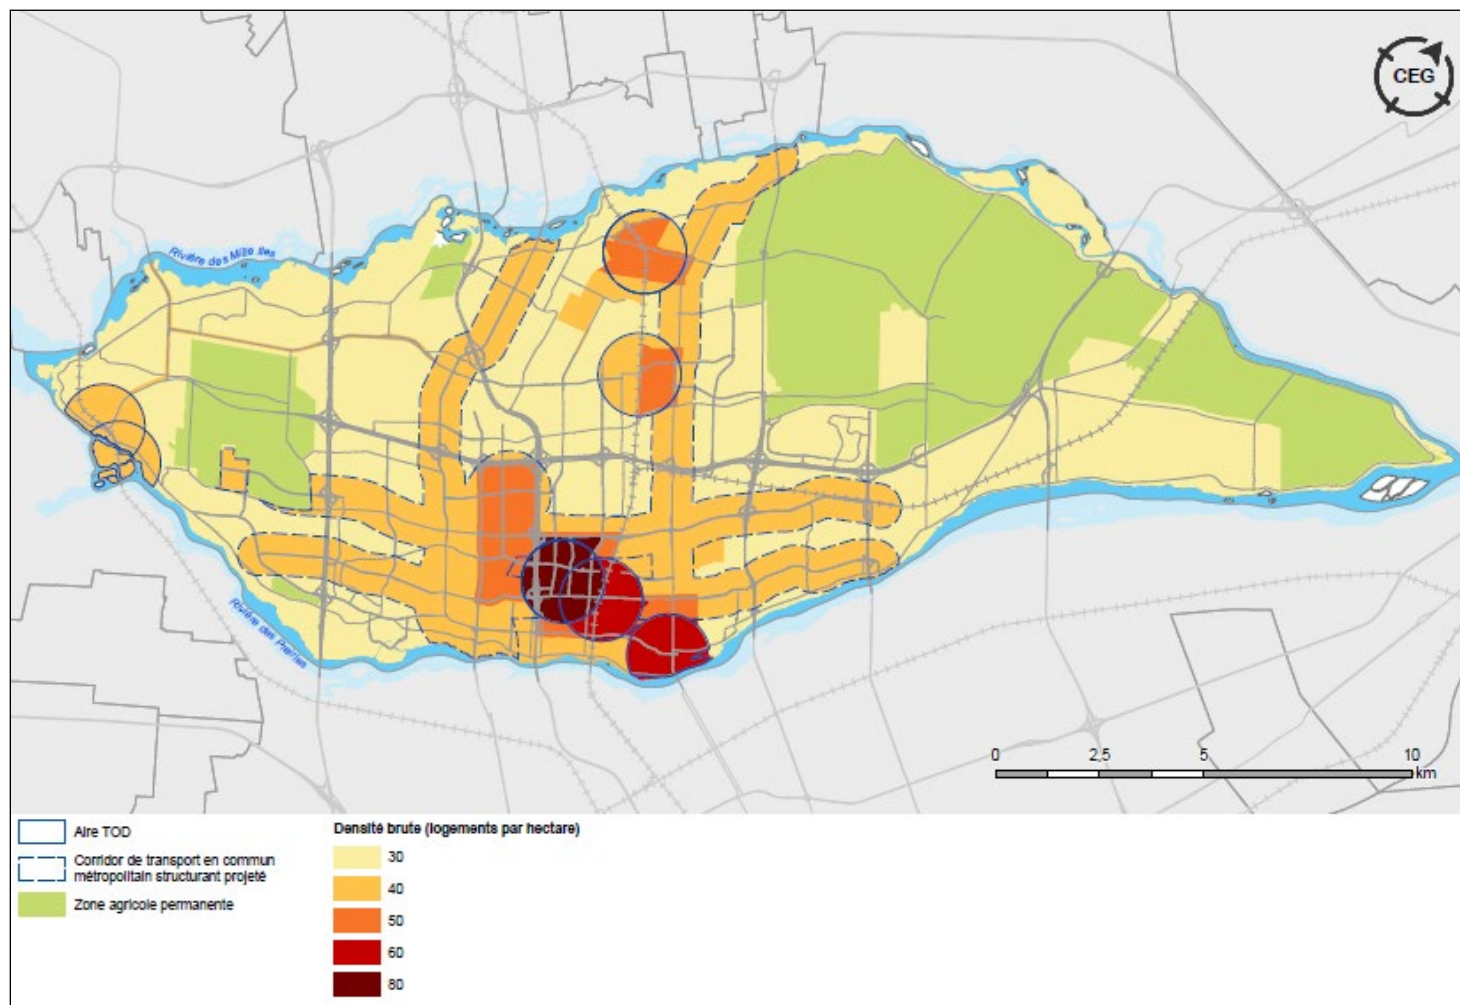 CEG
Rivière des Mille Iles
Rivière des Prairies
0 2,5 5 10
km
Aire TOD
Corridor de transport en commun
métropolitain structurant projeté
Zone agricole permanente
Densité brute (logements par hectare)
30
40
50
60
80